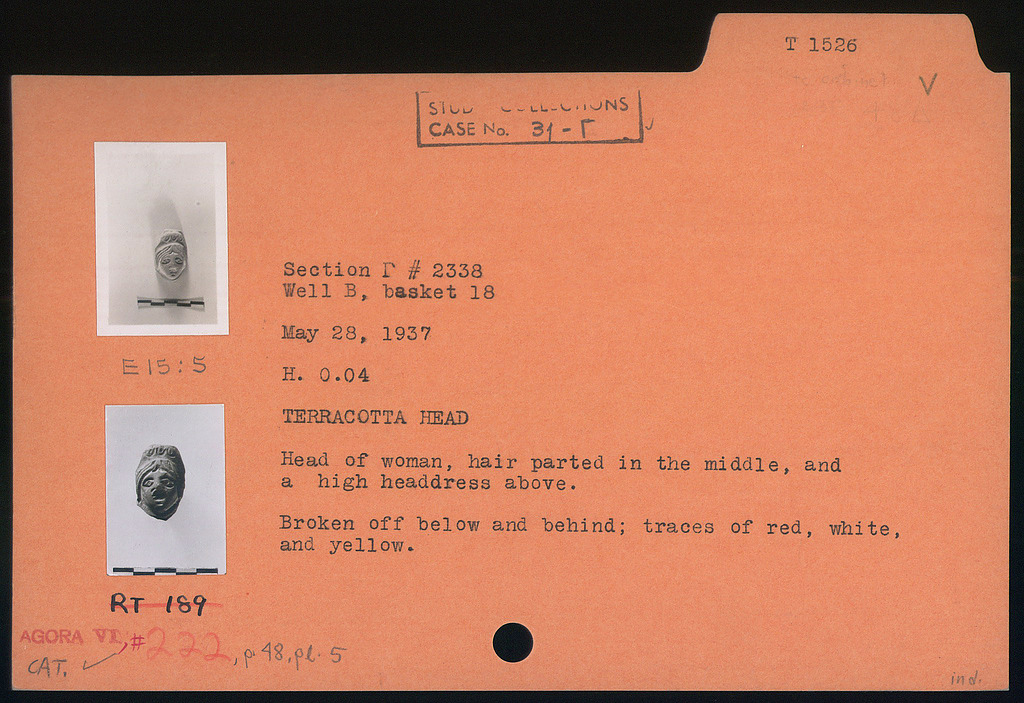 T 1526
V
CASE No. 31-Γ
Section Γ # 2338
Well B, basket 18
May 28, 1937
E 15 : 5
H. 0.04
TERRACOTTA HEAD
Head of woman, hair parted in the middle, and
a high headdress above.
Broken off below and behind; traces of red, white,
and yellow.
RT 189
AGORA VI, # 222, p. 48, pl. 5
CAT.
ind.